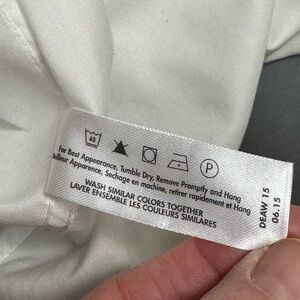 40
P
For Best Appearance, Tumble Dry, Remove Promptly and Hang
Meilleur Apparence, Sechage en machine, retirer rapidement et Hang
WASH SIMILAR COLORS TOGETHER
LAVER ENSEMBLE LES COULEURS SIMILAIRES
DEAW 15
06.15